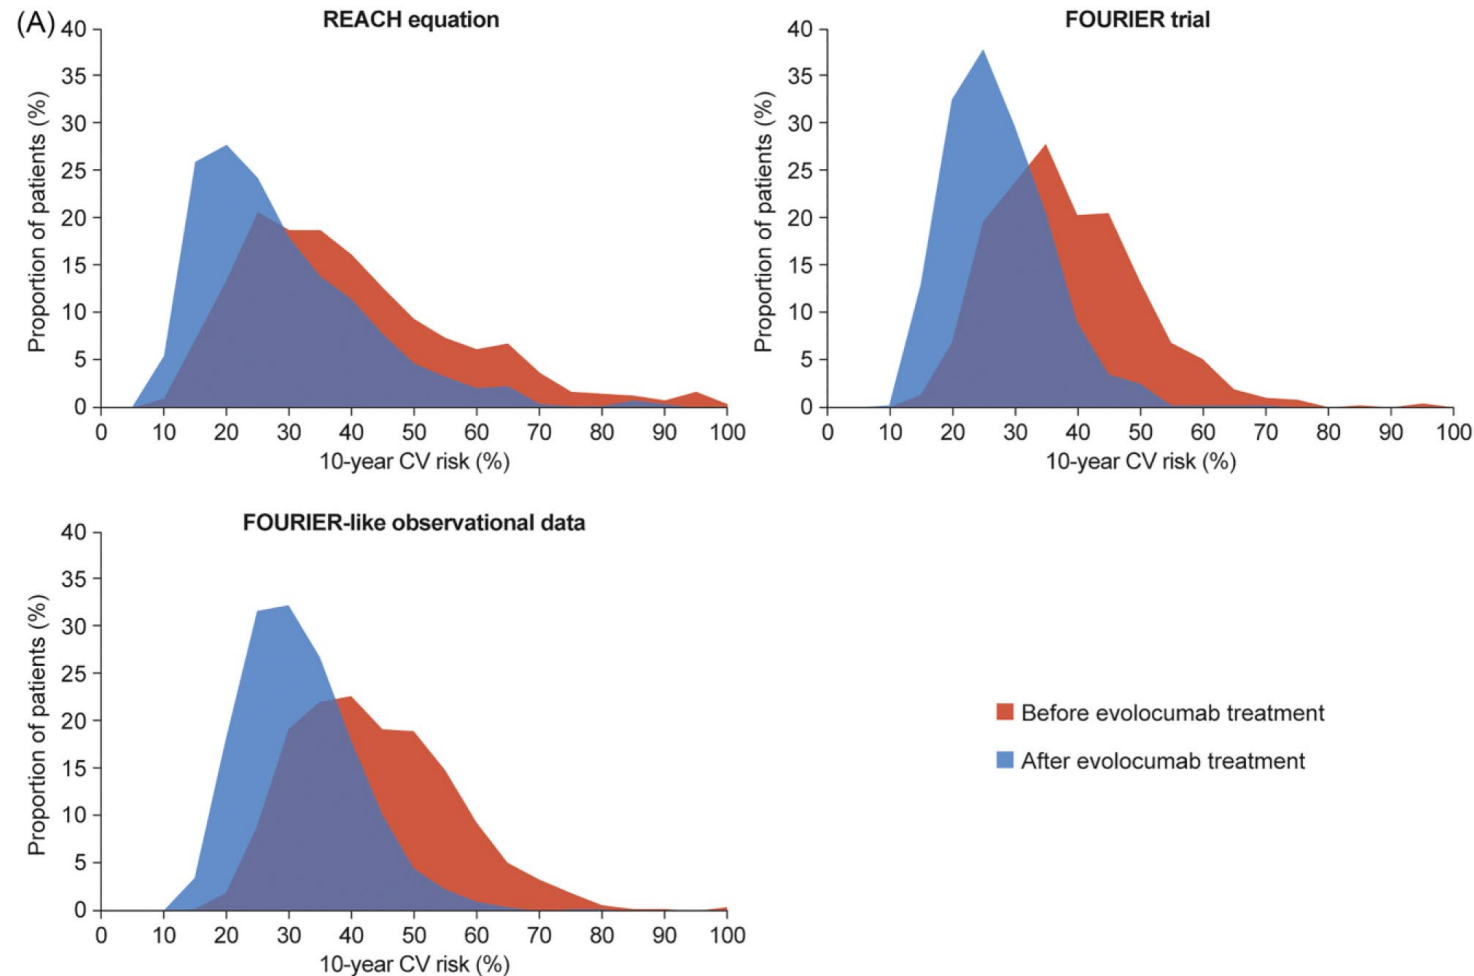 (A)
REACH equation
Proportion of patients (%)
40
35
30
25
20
15
10
5
0
0 10 20 30 40 50 60 70 80 90 100
10-year CV risk (%)
FOURIER trial
Proportion of patients (%)
40
35
30
25
20
15
10
5
0
0 10 20 30 40 50 60 70 80 90 100
10-year CV risk (%)
FOURIER-like observational data
Proportion of patients (%)
40
35
30
25
20
15
10
5
0
0 10 20 30 40 50 60 70 80 90 100
10-year CV risk (%)
Before evolocumab treatment
After evolocumab treatment